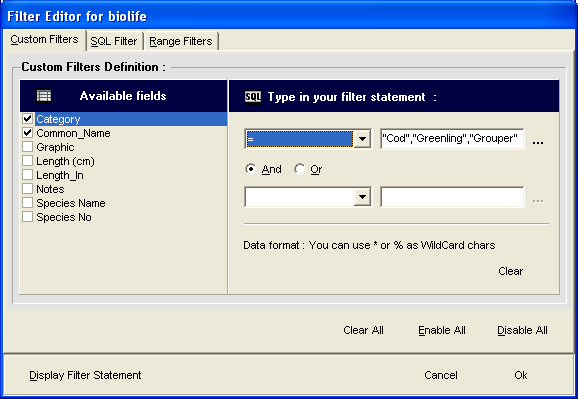 Filter Editor for biolife
Custom Filters SQL Filter Range Filters
Custom Filters Definition :
Available fields
Category
Common_Name
Graphic
Length (cm)
Length_In
Notes
Species Name
Species No
SQL Type in your filter statement :
= "Cod","Greenling","Grouper" ...
And Or
...
Data format : You can use * or % as WildCard chars
Clear
Clear All Enable All Disable All
Display Filter Statement Cancel Ok